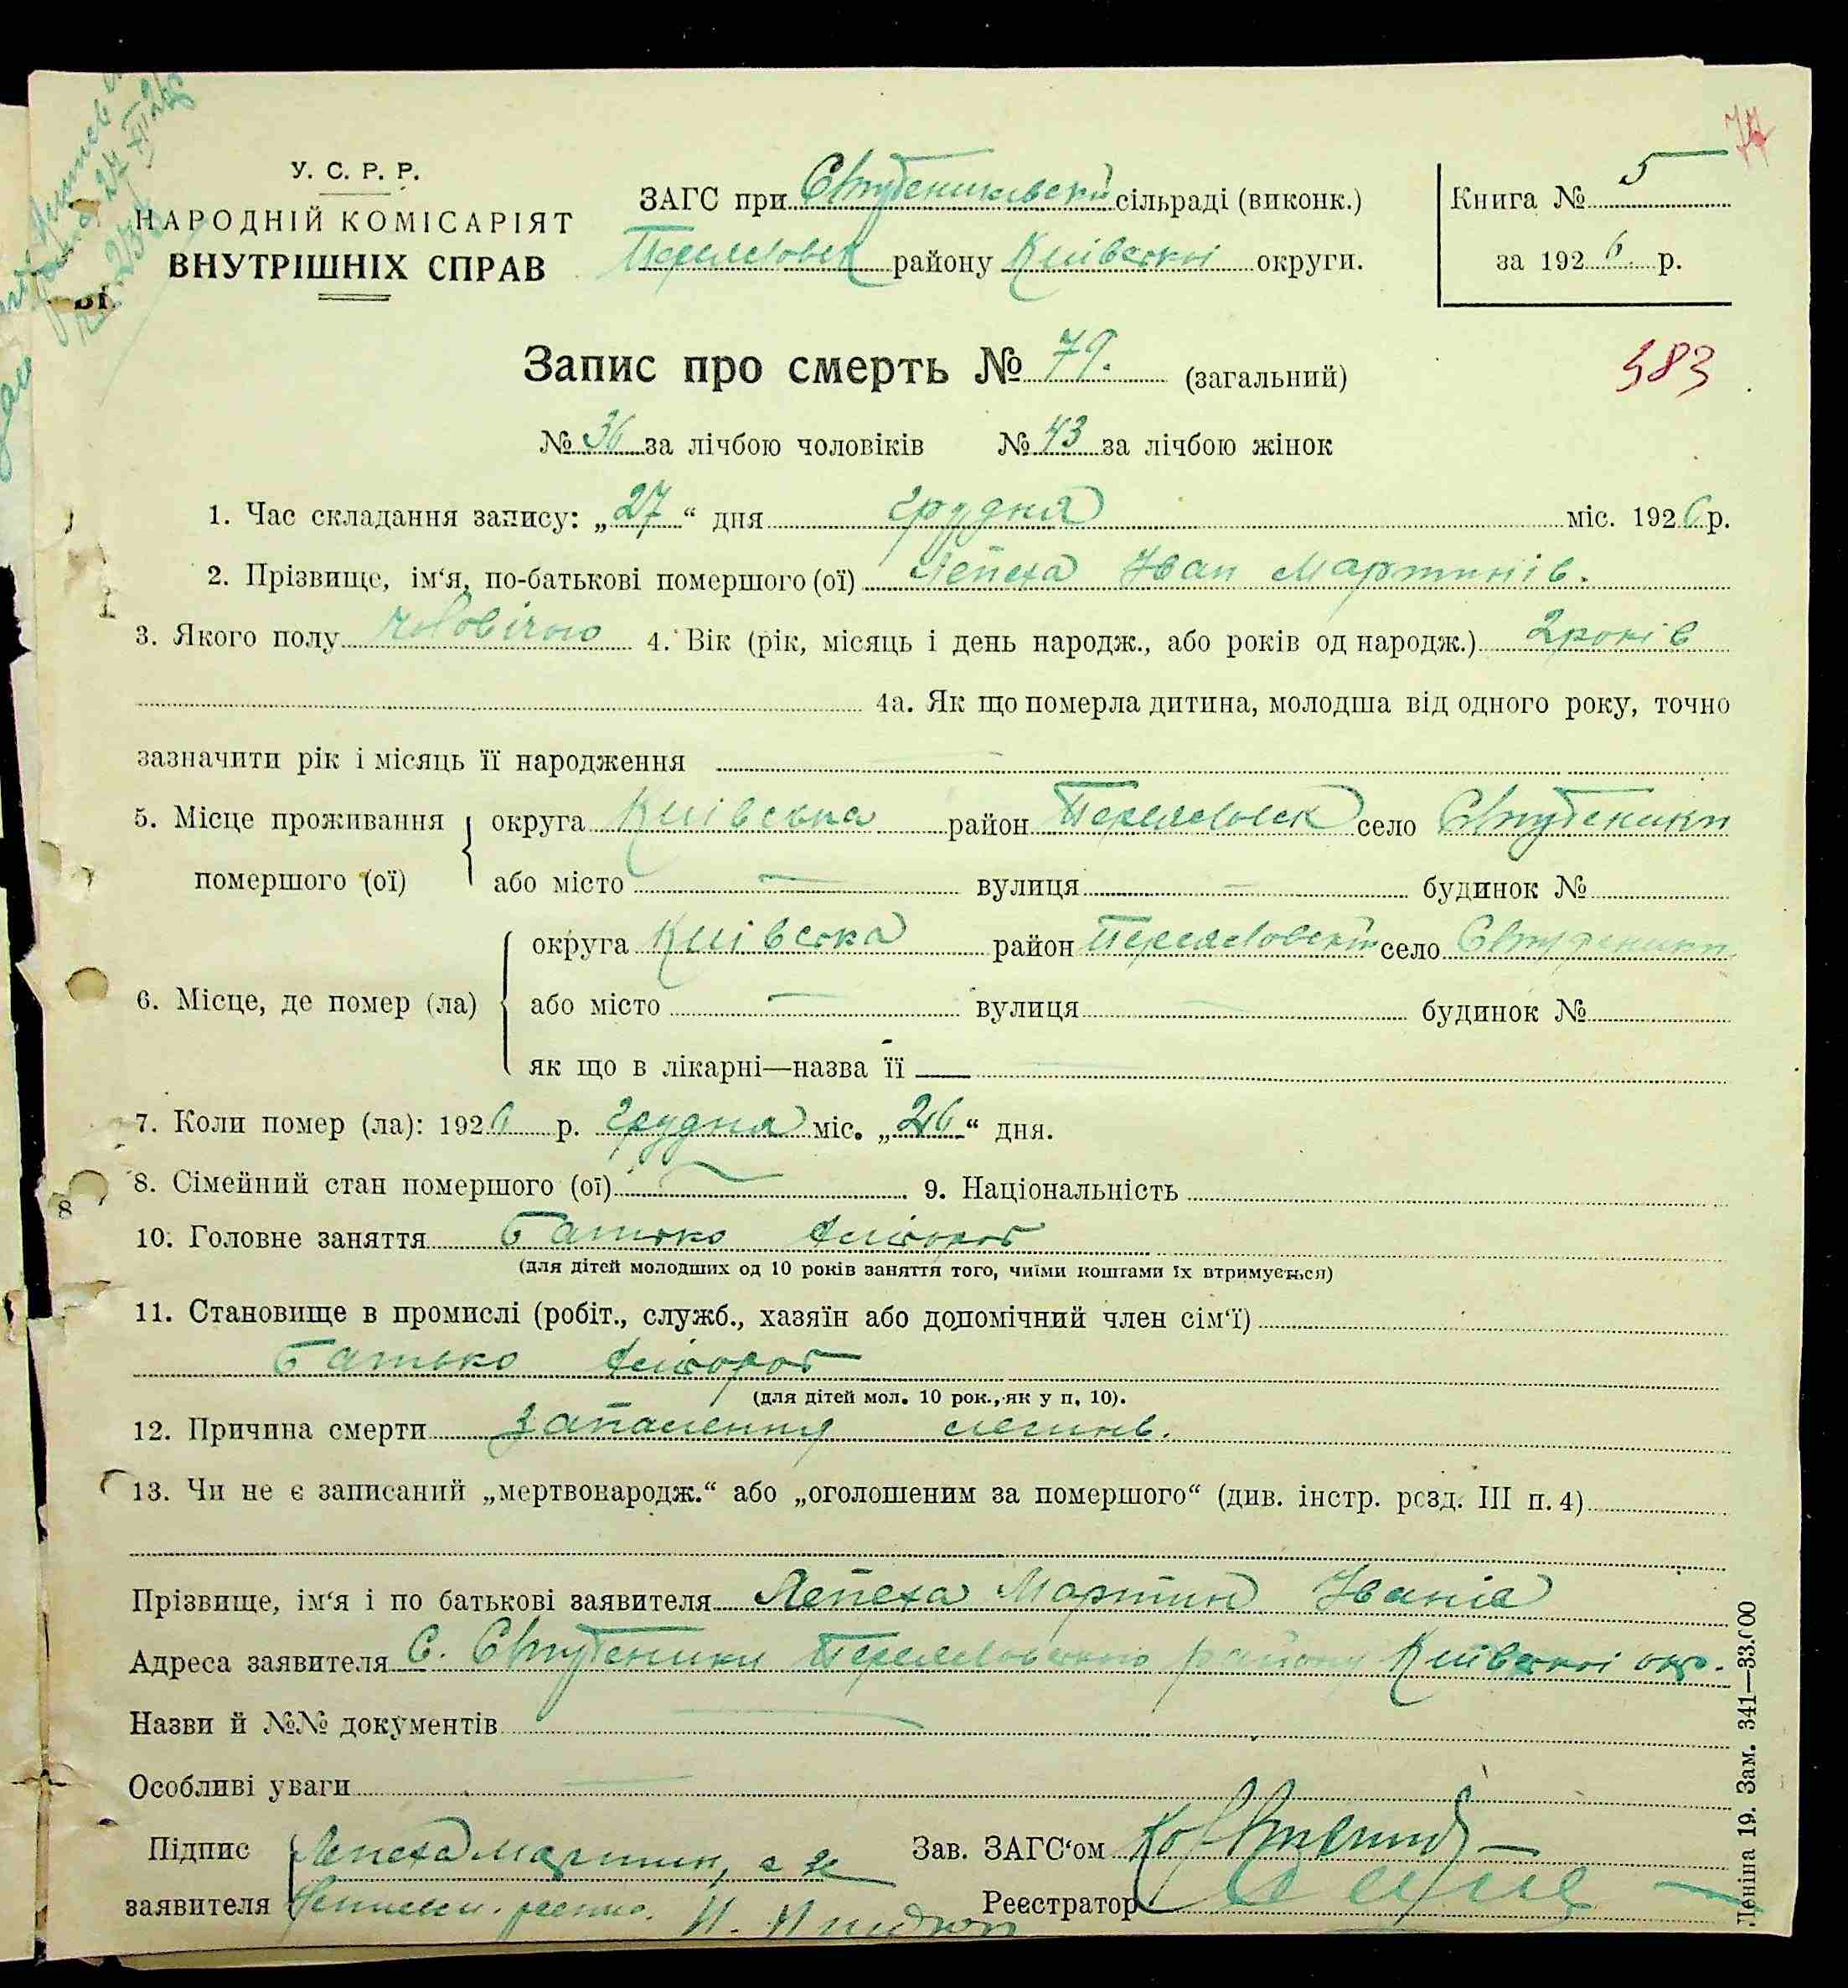 77
У. С. Р. Р.
НАРОДНІЙ КОМІСАРІЯТ
ВНУТРІШНІХ СПРАВ
ЗАГС при Студениківській сільраді (виконк.)
Переяславськ району Київської округи.
Книга № 5
за 1926 р.
Запис про смерть № 79. (загальний)
583
№ 36 за лічбою чоловіків № 43 за лічбою жінок
1. Час складання запису: „27“ дня грудня міс. 1926 р.
2. Прізвище, ім‘я, по-батькові помершого (ої) Лепеха Іван Мартинів.
3. Якого полу чоловічого 4. Вік (рік, місяць і день народж., або років од народж.) 2 років
4а. Як що померла дитина, молодша від одного року, точно
зазначити рік і місяць її народження
5. Місце проживання помершого (ої) округа Київська район Переяславськ село Студеники
або місто — вулиця — будинок №
6. Місце, де помер (ла) округа Київська район Переяславський село Студеники
або місто — вулиця — будинок №
як що в лікарні—назва її —
7. Коли помер (ла): 1926 р. грудня міс. „26“ дня.
8. Сімейний стан помершого (ої) — 9. Національність
10. Головне заняття Батько хлібороб
(для дітей молодших од 10 років заняття того, чиїми коштами їх втримується)
11. Становище в промислі (робіт., служб., хазяїн або допомічний член сім‘ї)
Батько хлібороб
(для дітей мол. 10 рок., як у п. 10).
12. Причина смерти запалення легинів.
13. Чи не є записаний „мертвонародж.“ або „оголошеним за помершого“ (див. інстр. розд. III п. 4)
Прізвище, ім‘я і по батькові заявителя Лепеха Мартин Іванів
Адреса заявителя С. Студеники Переяславського району Київської окр.
Назви й №№ документів —
Особливі уваги —
Підпис заявителя Лепеха Мартин, а за
Зав. ЗАГС‘ом
Реєстратор
Леніна 19. Зам. 341—33.000